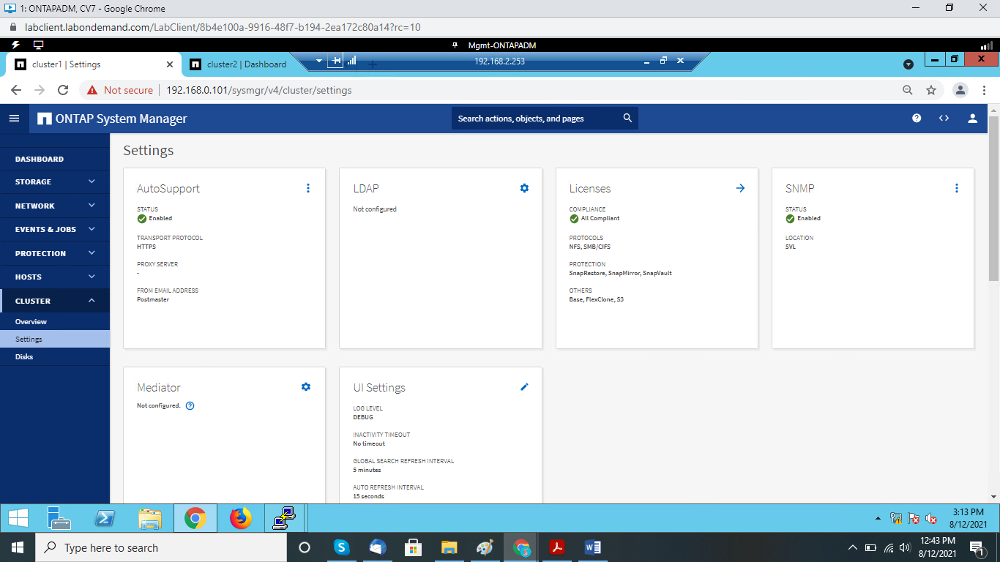 1: ONTAPADM, CV7 - Google Chrome
labclient.labondemand.com/LabClient/8b4e100a-9916-48f7-b194-2ea172c80a14?rc=10
Mgmt-ONTAPADM
cluster1 | Settings
cluster2 | Dashboard
192.168.2.253
Not secure
192.168.0.101/sysmgr/v4/cluster/settings
ONTAP System Manager
Search actions, objects, and pages
DASHBOARD
STORAGE
NETWORK
EVENTS & JOBS
PROTECTION
HOSTS
CLUSTER
Overview
Settings
Disks
Settings
AutoSupport
STATUS
Enabled
TRANSPORT PROTOCOL
HTTPS
PROXY SERVER
-
FROM EMAIL ADDRESS
Postmaster
LDAP
Not configured
Licenses
COMPLIANCE
All Compliant
PROTOCOLS
NFS, SMB/CIFS
PROTECTION
SnapRestore, SnapMirror, SnapVault
OTHERS
Base, FlexClone, S3
SNMP
STATUS
Enabled
LOCATION
SVL
Mediator
Not configured.
UI Settings
LOG LEVEL
DEBUG
INACTIVITY TIMEOUT
No timeout
GLOBAL SEARCH REFRESH INTERVAL
5 minutes
AUTO REFRESH INTERVAL
15 seconds
3:13 PM
8/12/2021
Type here to search
12:43 PM
8/12/2021
1